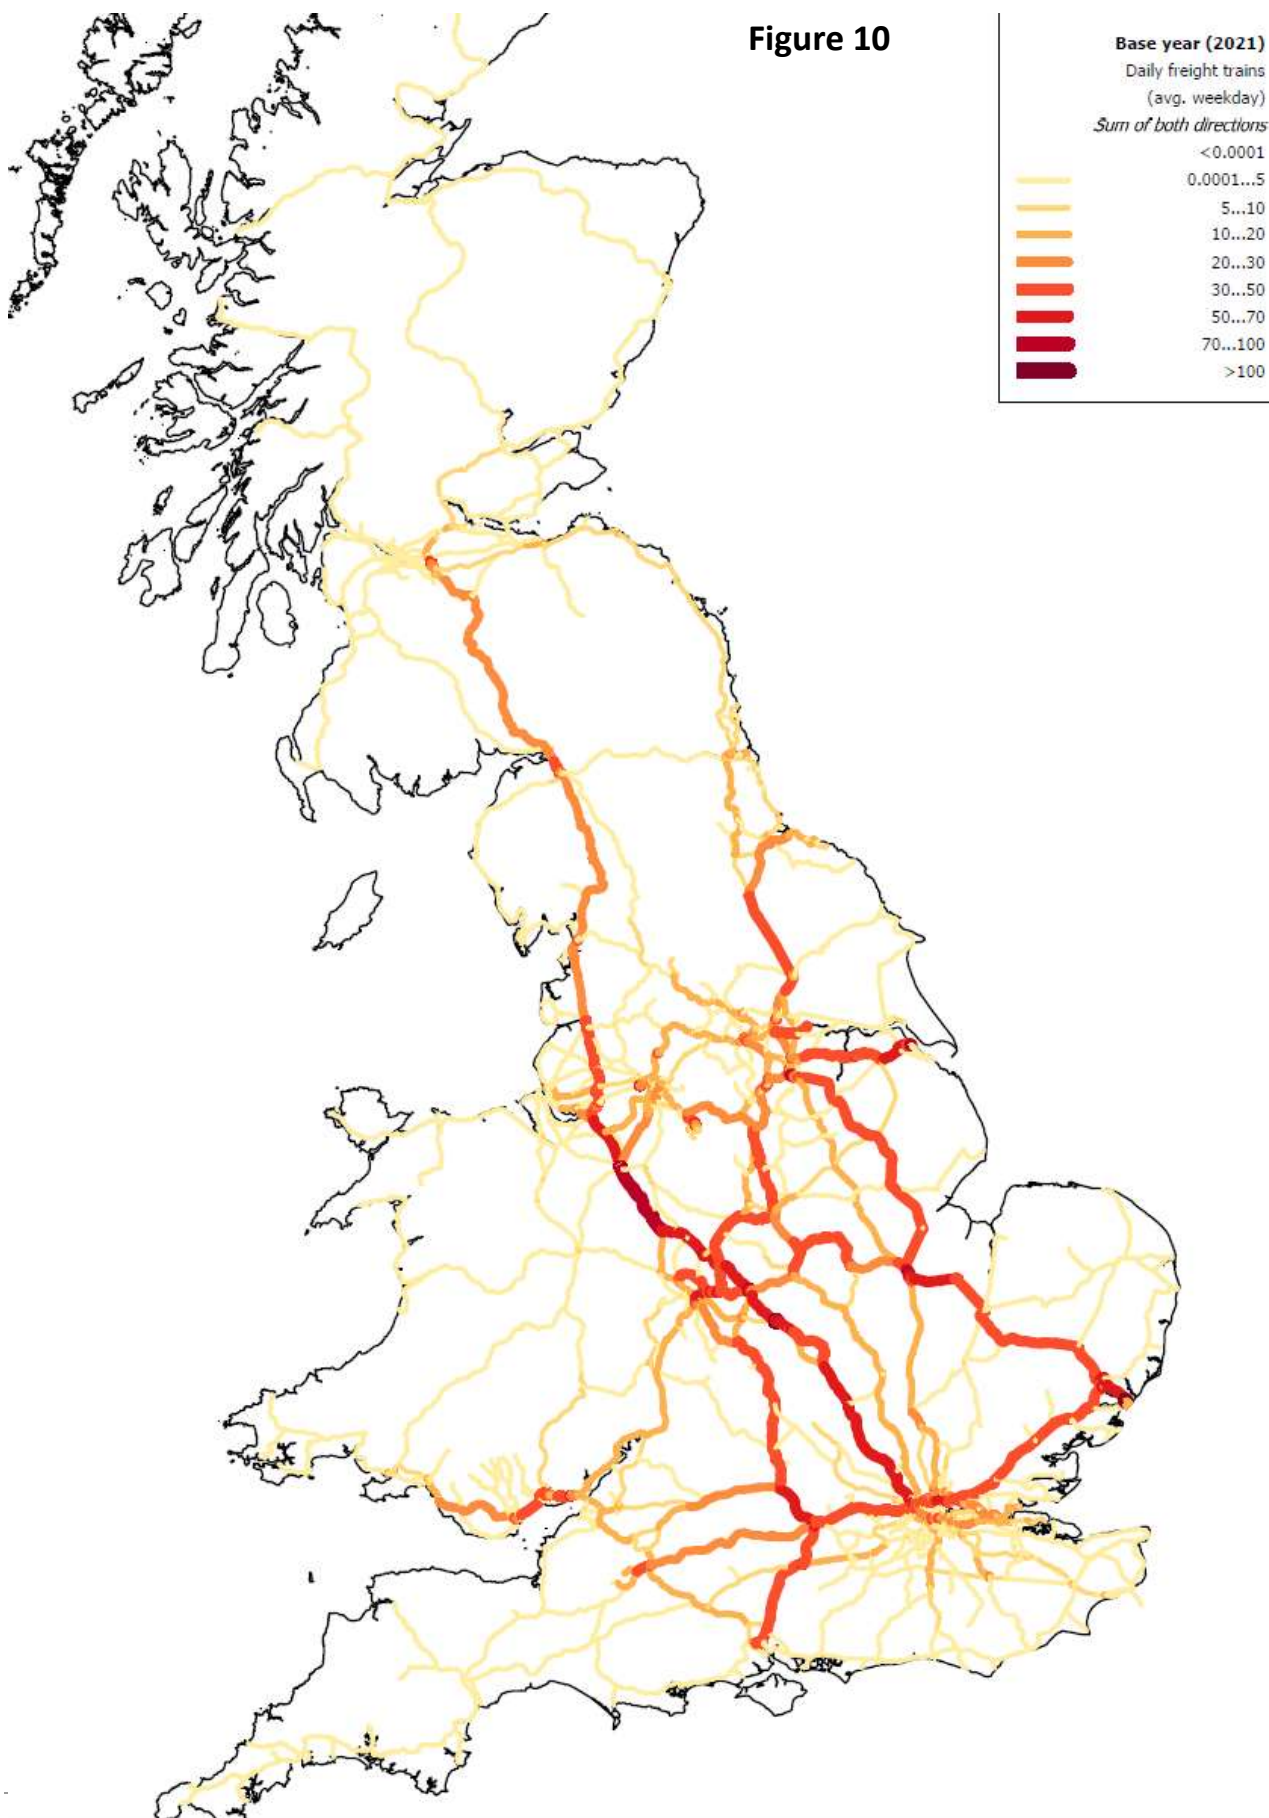 Figure 10
Base year (2021)
Daily freight trains
(avg. weekday)
Sum of both directions
<0.0001
0.0001...5
5...10
10...20
20...30
30...50
50...70
70...100
>100